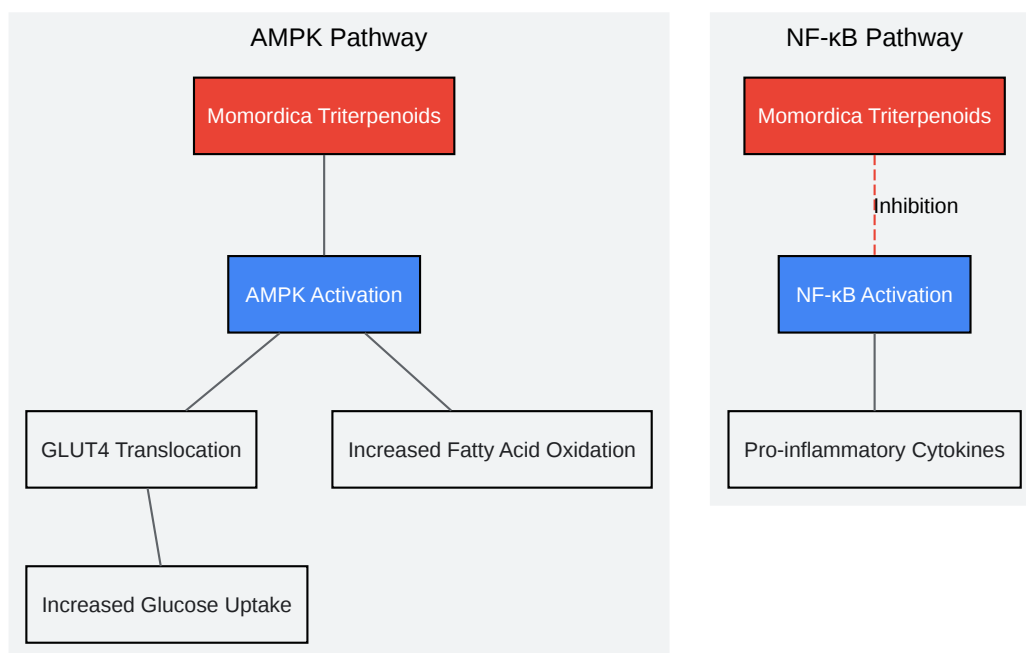 AMPK Pathway
Momordica Triterpenoids
AMPK Activation
GLUT4 Translocation
Increased Fatty Acid Oxidation
Increased Glucose Uptake
NF-κB Pathway
Momordica Triterpenoids
Inhibition
NF-κB Activation
Pro-inflammatory Cytokines